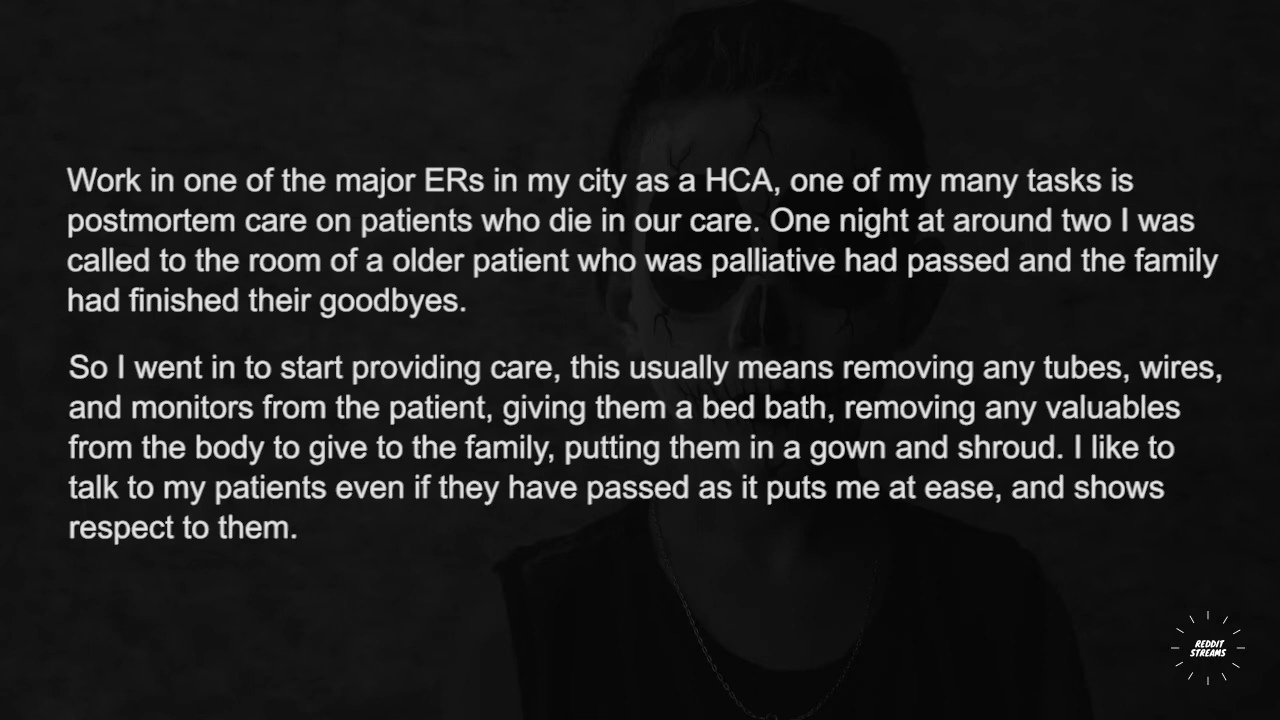 Work in one of the major ERs in my city as a HCA, one of my many tasks is
postmortem care on patients who die in our care. One night at around two I was
called to the room of a older patient who was palliative had passed and the family
had finished their goodbyes.
So I went in to start providing care, this usually means removing any tubes, wires,
and monitors from the patient, giving them a bed bath, removing any valuables
from the body to give to the family, putting them in a gown and shroud. I like to
talk to my patients even if they have passed as it puts me at ease, and shows
respect to them.
REDDIT
STREAMS